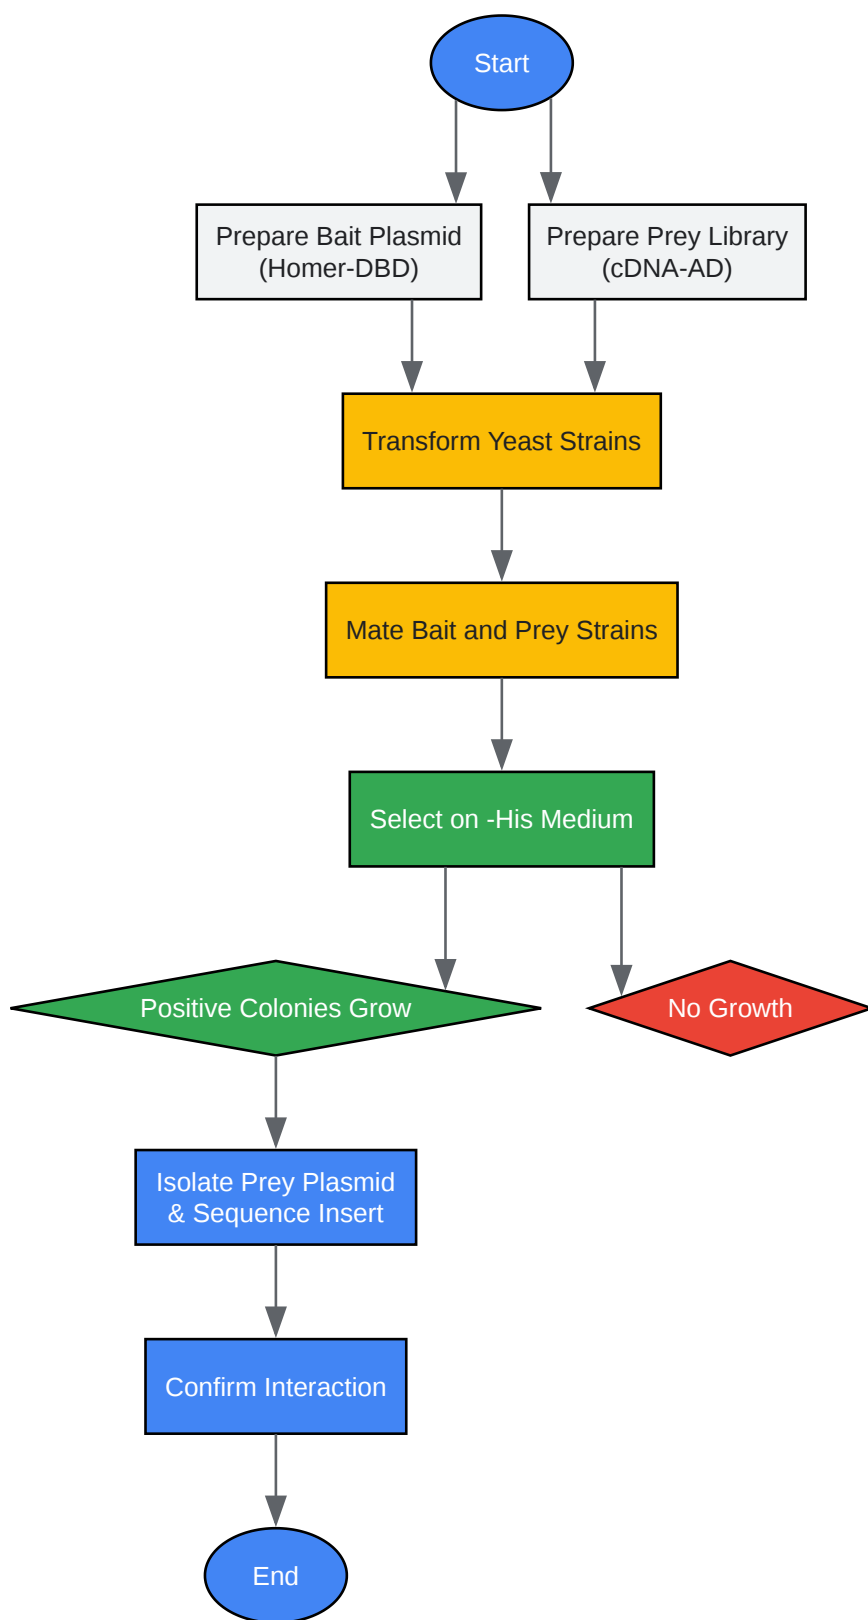 Start
Prepare Bait Plasmid
(Homer-DBD)
Prepare Prey Library
(cDNA-AD)
Transform Yeast Strains
Mate Bait and Prey Strains
Select on -His Medium
Positive Colonies Grow
No Growth
Isolate Prey Plasmid
& Sequence Insert
Confirm Interaction
End